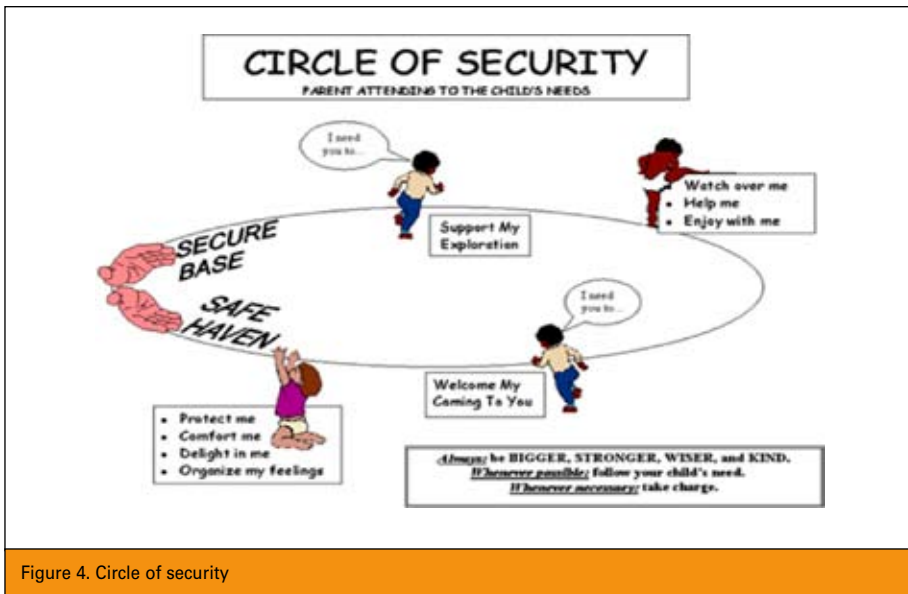 CIRCLE OF SECURITY
PARENT ATTENDING TO THE CHILD'S NEEDS
I need
you to...
• Watch over me
• Help me
• Enjoy with me
Support My
Exploration
SECURE
BASE
SAFE
HAVEN
I need
you to...
Welcome My
Coming To You
• Protect me
• Comfort me
• Delight in me
• Organize my feelings
Always: be BIGGER, STRONGER, WISER, and KIND.
Whenever possible: follow your child's need.
Whenever necessary: take charge.
Figure 4. Circle of security